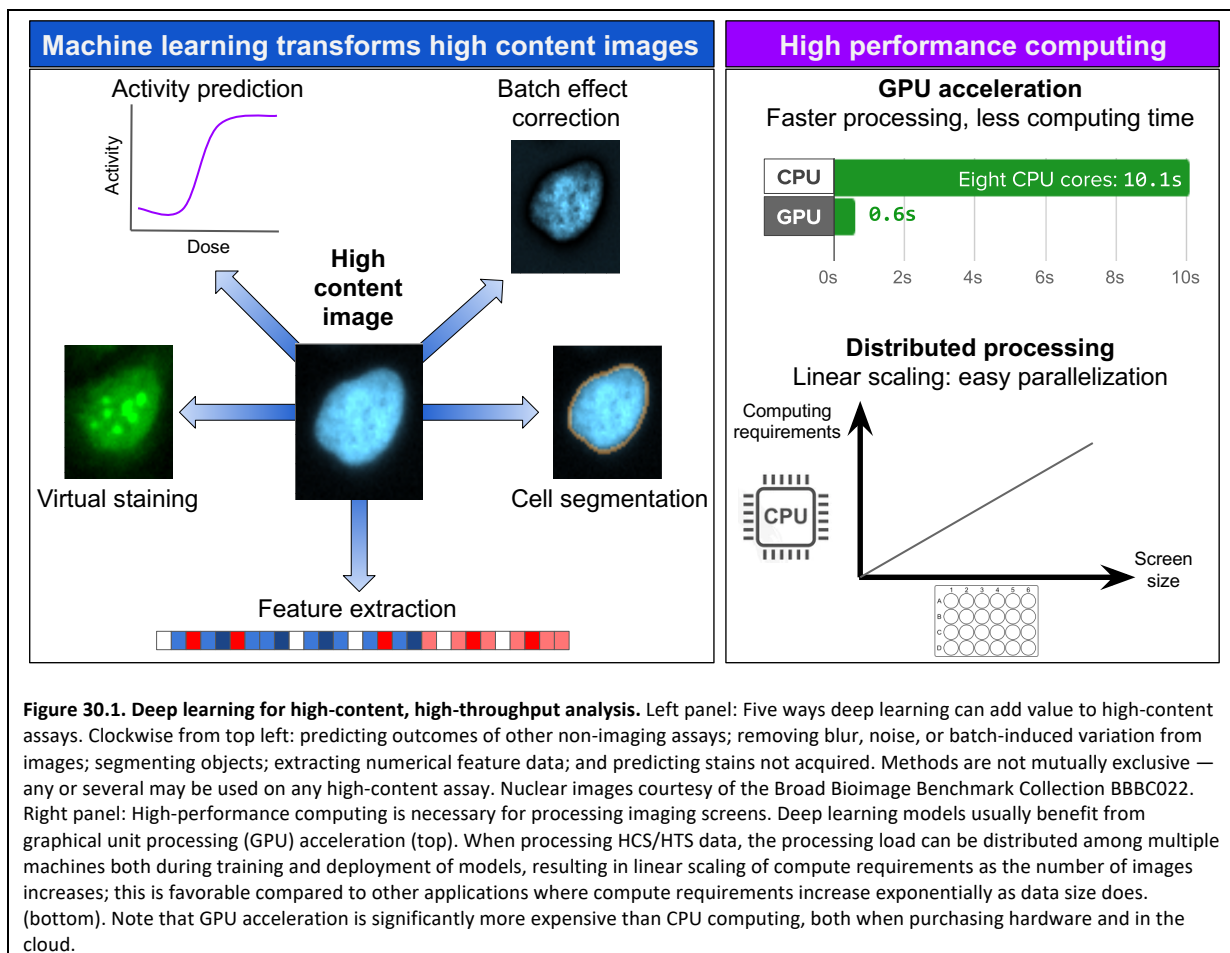 Machine learning transforms high content images
Activity prediction
Activity
Dose
Batch effect
correction
High
content
image
Virtual staining
Cell segmentation
Feature extraction
High performance computing
GPU acceleration
Faster processing, less computing time
CPU
Eight CPU cores: 10.1s
GPU
0.6s
0s 2s 4s 6s 8s 10s
Distributed processing
Linear scaling: easy parallelization
Computing
requirements
CPU
Screen
size
1 2 3 4 5 6
A
B
C
D
Figure 30.1. Deep learning for high-content, high-throughput analysis. Left panel: Five ways deep learning can add value to high-content
assays. Clockwise from top left: predicting outcomes of other non-imaging assays; removing blur, noise, or batch-induced variation from
images; segmenting objects; extracting numerical feature data; and predicting stains not acquired. Methods are not mutually exclusive —
any or several may be used on any high-content assay. Nuclear images courtesy of the Broad Bioimage Benchmark Collection BBBC022.
Right panel: High-performance computing is necessary for processing imaging screens. Deep learning models usually benefit from
graphical unit processing (GPU) acceleration (top). When processing HCS/HTS data, the processing load can be distributed among multiple
machines both during training and deployment of models, resulting in linear scaling of compute requirements as the number of images
increases; this is favorable compared to other applications where compute requirements increase exponentially as data size does.
(bottom). Note that GPU acceleration is significantly more expensive than CPU computing, both when purchasing hardware and in the
cloud.